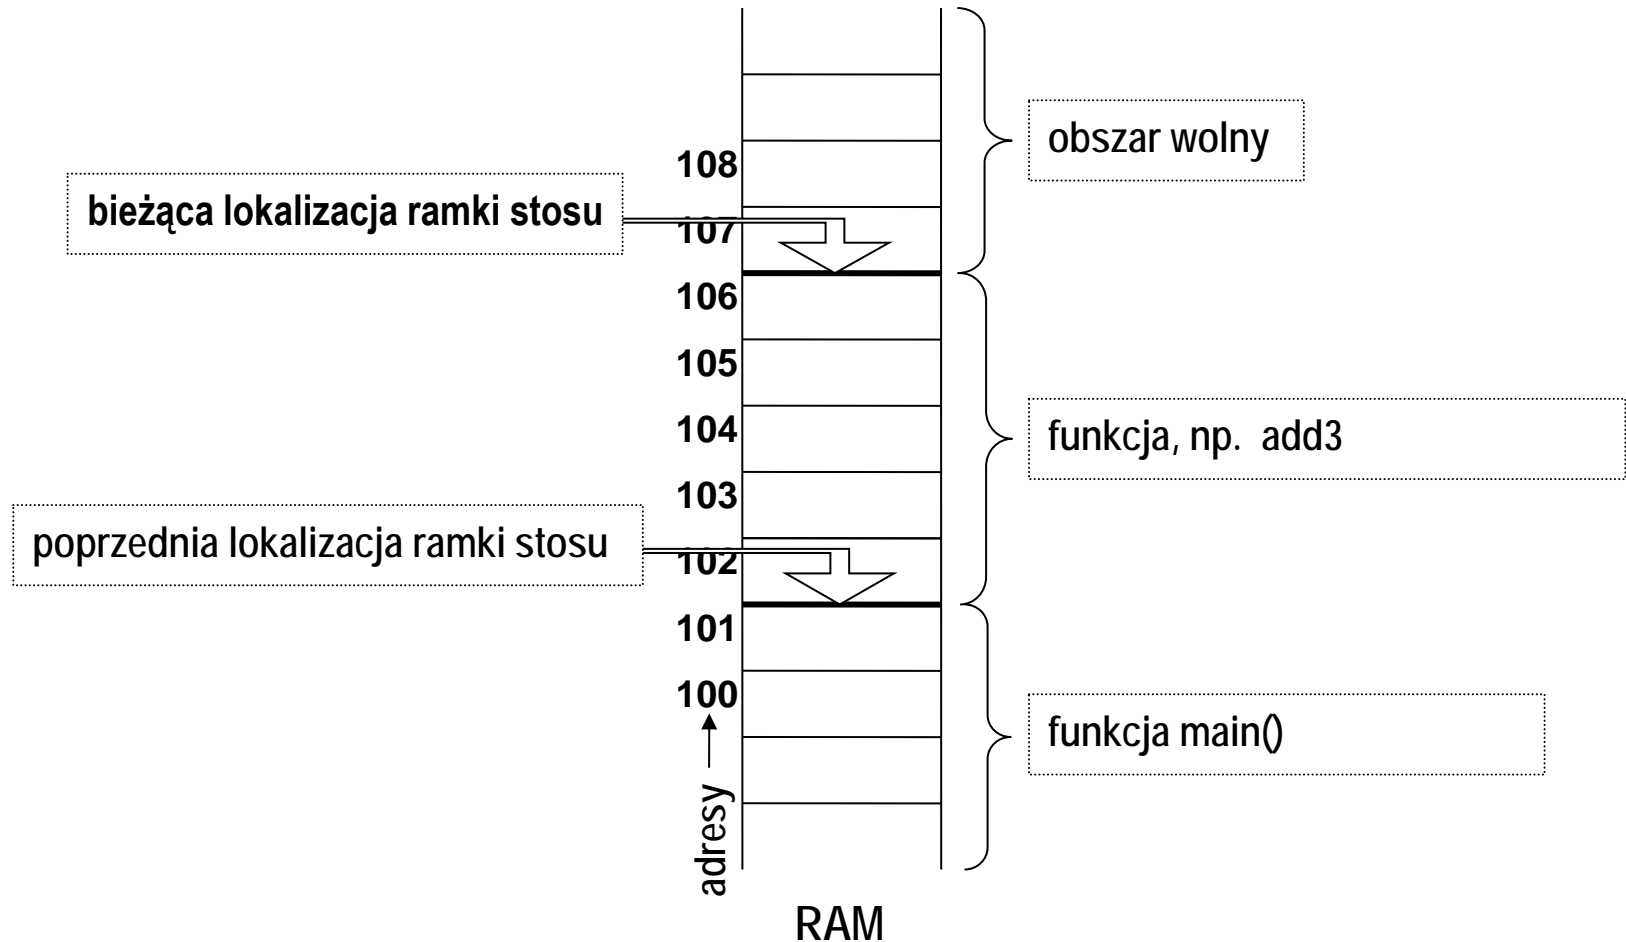 obszar wolny
108
bieżąca lokalizacja ramki stosu
107
106
105
104
funkcja, np. add3
103
poprzednia lokalizacja ramki stosu
102
101
100
funkcja main()
adresy
RAM